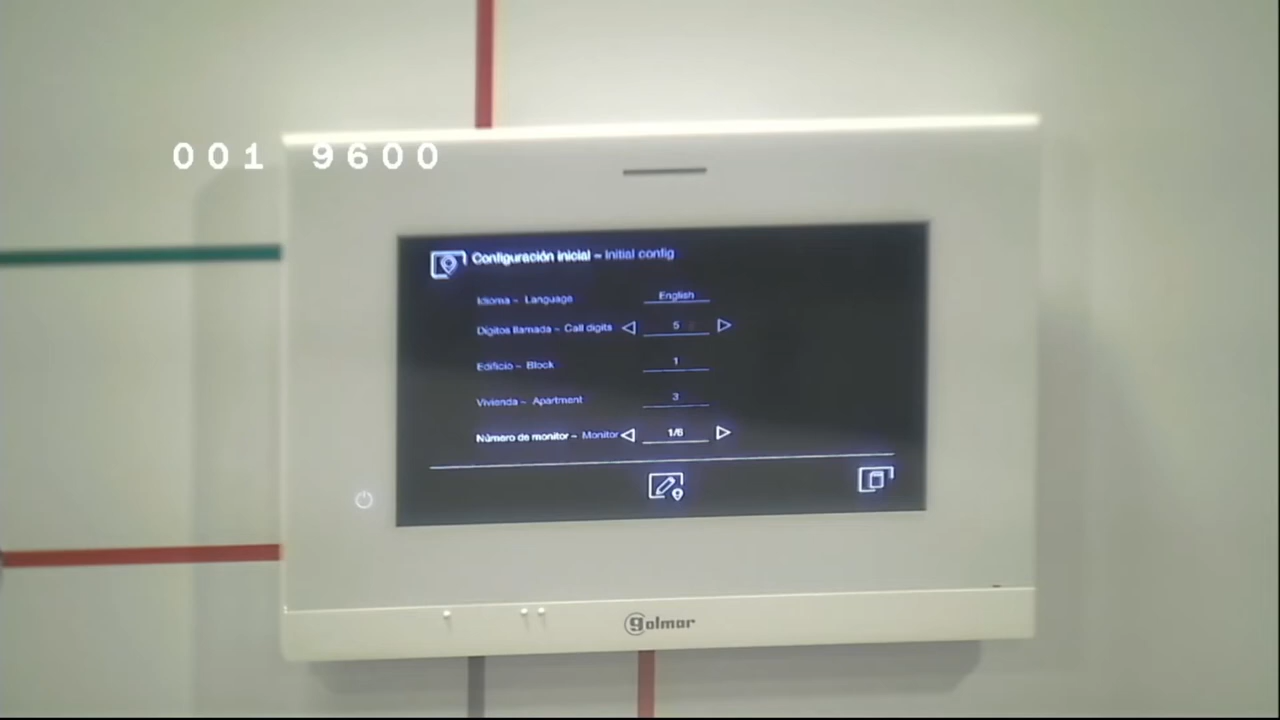 001 9600
Configuración inicial – Initial config
Idioma – Language English
Dígitos llamada – Call digits 5
Edificio – Block 1
Vivienda – Apartment 3
Número de monitor – Monitor 1/6
golmar